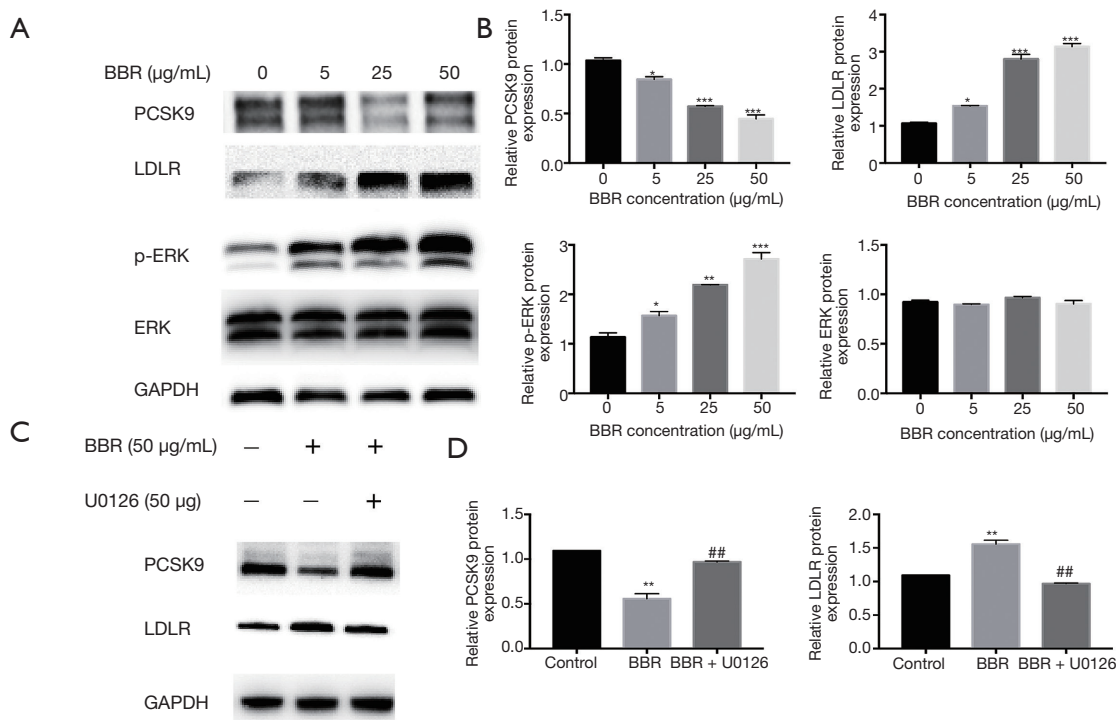 A
BBR (µg/mL) 0 5 25 50
PCSK9
LDLR
p-ERK
ERK
GAPDH
B
Relative PCSK9 protein
expression
1.5
1.0
0.5
0.0
* *** ***
0 5 25 50
BBR concentration (µg/mL)
Relative LDLR protein
expression
4
3
2
1
0
* *** ***
0 5 25 50
BBR concentration (µg/mL)
Relative p-ERK protein
expression
3
2
1
0
* ** ***
0 5 25 50
BBR concentration (µg/mL)
Relative ERK protein
expression
1.5
1.0
0.5
0.0
0 5 25 50
BBR concentration (µg/mL)
C
BBR (50 µg/mL) — + +
U0126 (50 µg) — — +
PCSK9
LDLR
GAPDH
D
Relative PCSK9 protein
expression
1.5
1.0
0.5
0.0
** ##
Control BBR BBR + U0126
Relative LDLR protein
expression
2.0
1.5
1.0
0.5
0.0
** ##
Control BBR BBR + U0126